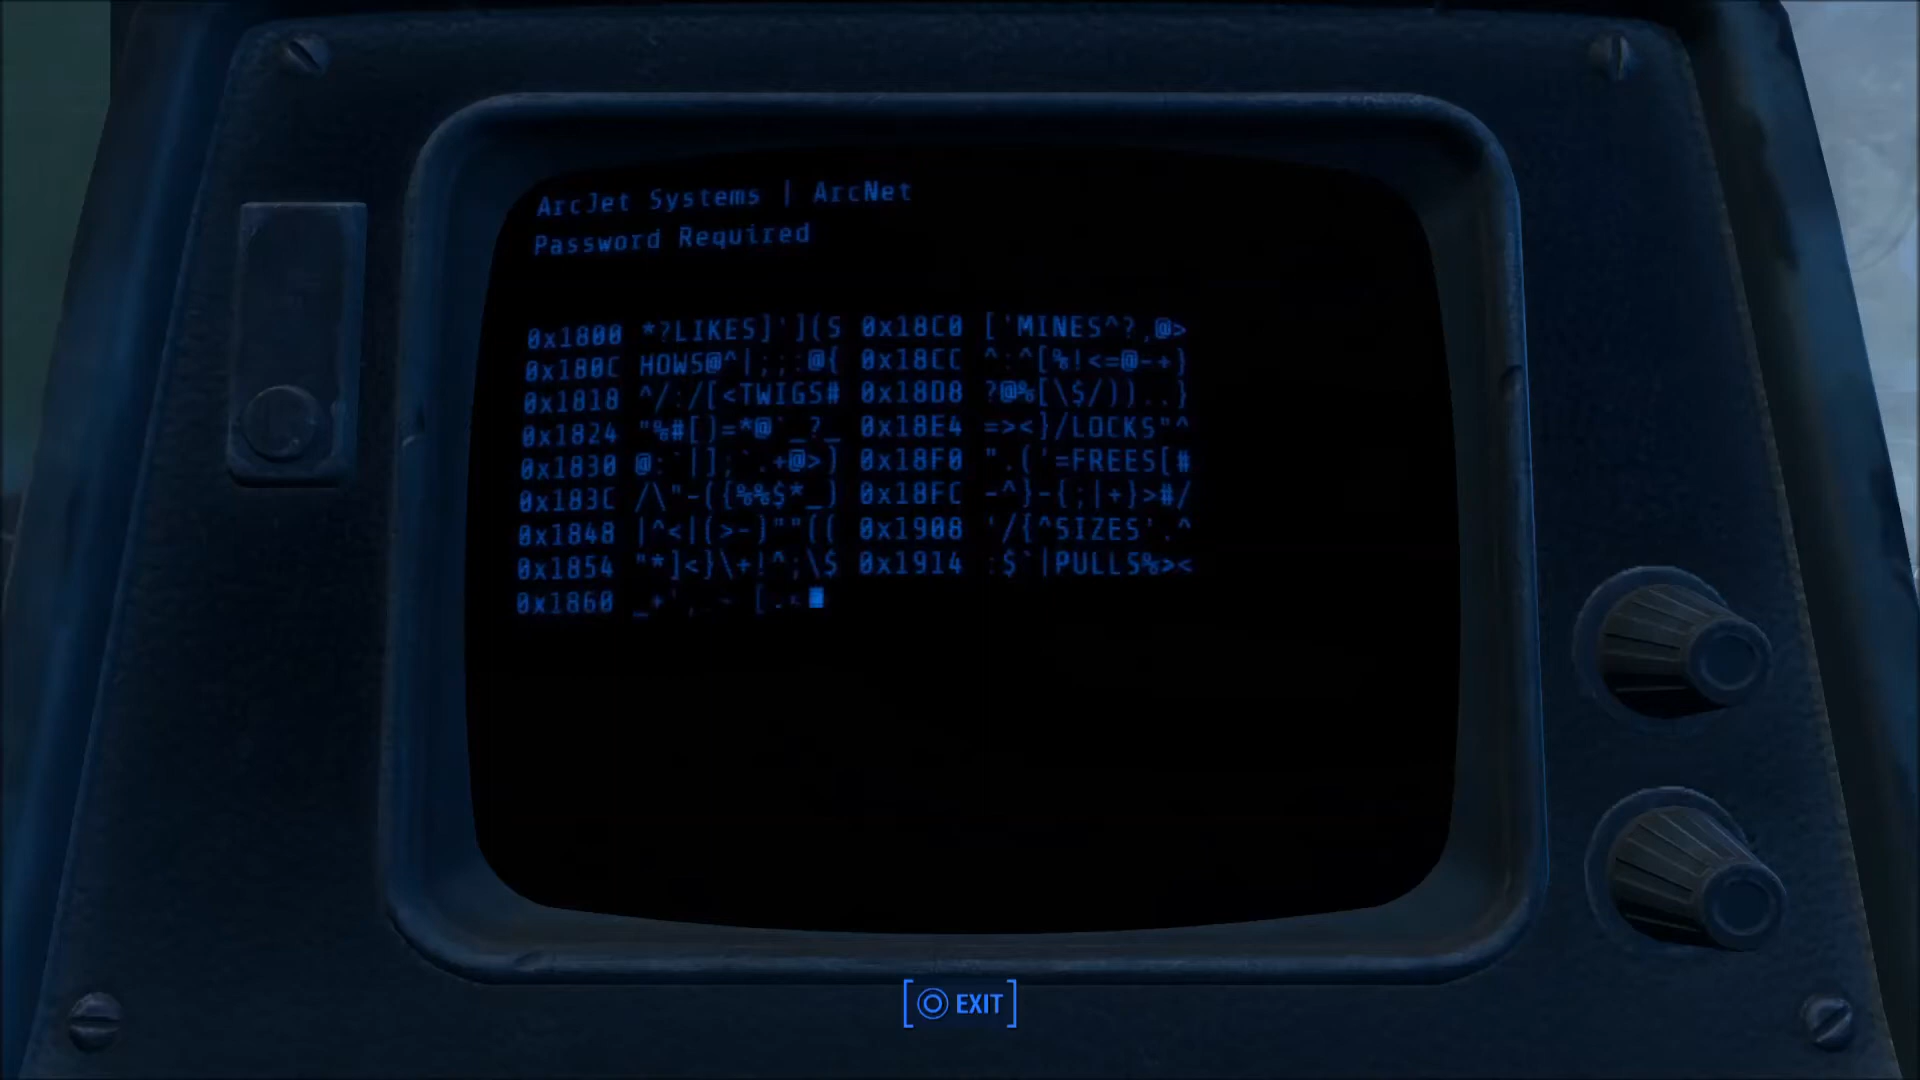 ArcJet Systems | ArcNet
Password Required
0x1800 *?LIKES]'](S 0x18C0 ['MINES^?,@>
0x180C HOWS@^|;;:@{ 0x18CC ^:^[%!<=@-+}
0x1818 ^/:/[<TWIGS# 0x18D8 ?@%[\$/))..}
0x1824 "%#[)=*@`_?_ 0x18E4 =><}/LOCKS"^
0x1830 @:`|];`.+@>) 0x18F0 ".('=FREES[#
0x183C /\"-({%%$*_) 0x18FC -^}-{;|+}>#/
0x1848 |^<|(>-)""(( 0x1908 '/{^SIZES'.^
0x1854 "*]<}\+!^;\$ 0x1914 :$`|PULLS%><
0x1860
EXIT